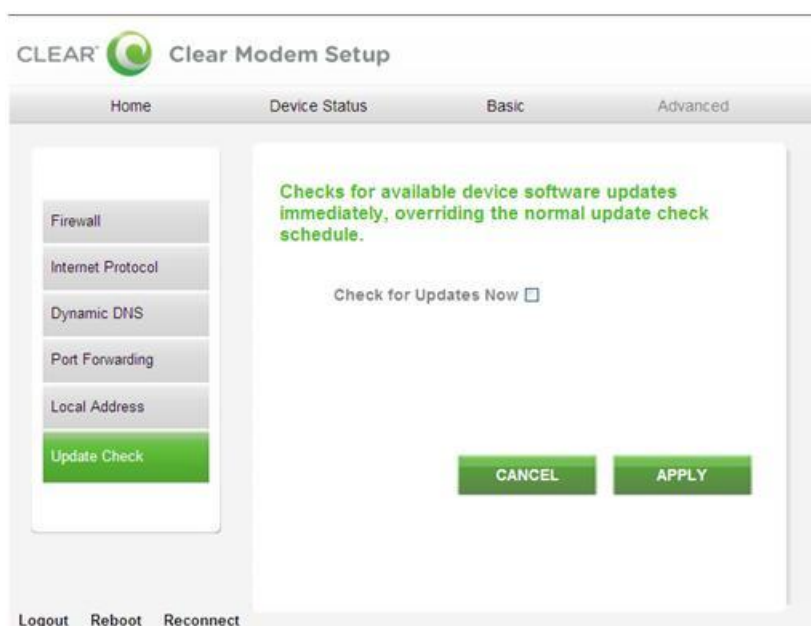 CLEAR Clear Modem Setup
Home Device Status Basic Advanced
Firewall
Internet Protocol
Dynamic DNS
Port Forwarding
Local Address
Update Check
Checks for available device software updates
immediately, overriding the normal update check
schedule.
Check for Updates Now
CANCEL APPLY
Logout Reboot Reconnect